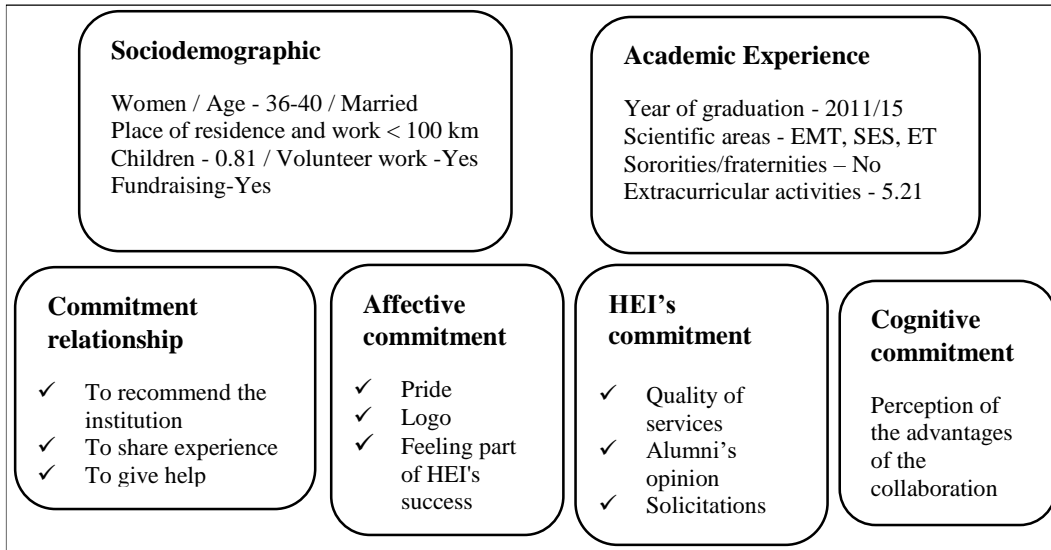 Sociodemographic
Women / Age - 36-40 / Married
Place of residence and work < 100 km
Children - 0.81 / Volunteer work -Yes
Fundraising-Yes
Academic Experience
Year of graduation - 2011/15
Scientific areas - EMT, SES, ET
Sororities/fraternities – No
Extracurricular activities - 5.21
Commitment
relationship
✓ To recommend the
institution
✓ To share experience
✓ To give help
Affective
commitment
✓ Pride
✓ Logo
✓ Feeling part
of HEI's
success
HEI’s
commitment
✓ Quality of
services
✓ Alumni’s
opinion
✓ Solicitations
Cognitive
commitment
Perception of
the advantages
of the
collaboration